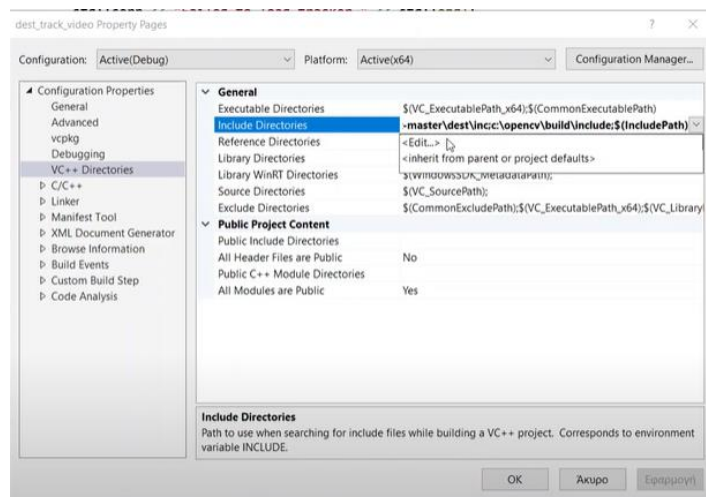 dest_track_video Property Pages
?
Configuration: Active(Debug) Platform: Active(x64) Configuration Manager...
Configuration Properties
General
Advanced
vcpkg
Debugging
VC++ Directories
C/C++
Linker
Manifest Tool
XML Document Generator
Browse Information
Build Events
Custom Build Step
Code Analysis
General
Executable Directories $(VC_ExecutablePath_x64);$(CommonExecutablePath)
Include Directories -master\dest\inc;c:\opencv\build\include;$(IncludePath)
Reference Directories <Edit...>
Library Directories <inherit from parent or project defaults>
Library WinRT Directories $(WindowsSDK_MetadataPath);
Source Directories $(VC_SourcePath);
Exclude Directories $(CommonExcludePath);$(VC_ExecutablePath_x64);$(VC_Library
Public Project Content
Public Include Directories
All Header Files are Public No
Public C++ Module Directories
All Modules are Public Yes
Include Directories
Path to use when searching for include files while building a VC++ project. Corresponds to environment
variable INCLUDE.
OK Άκυρο Εφαρμογή